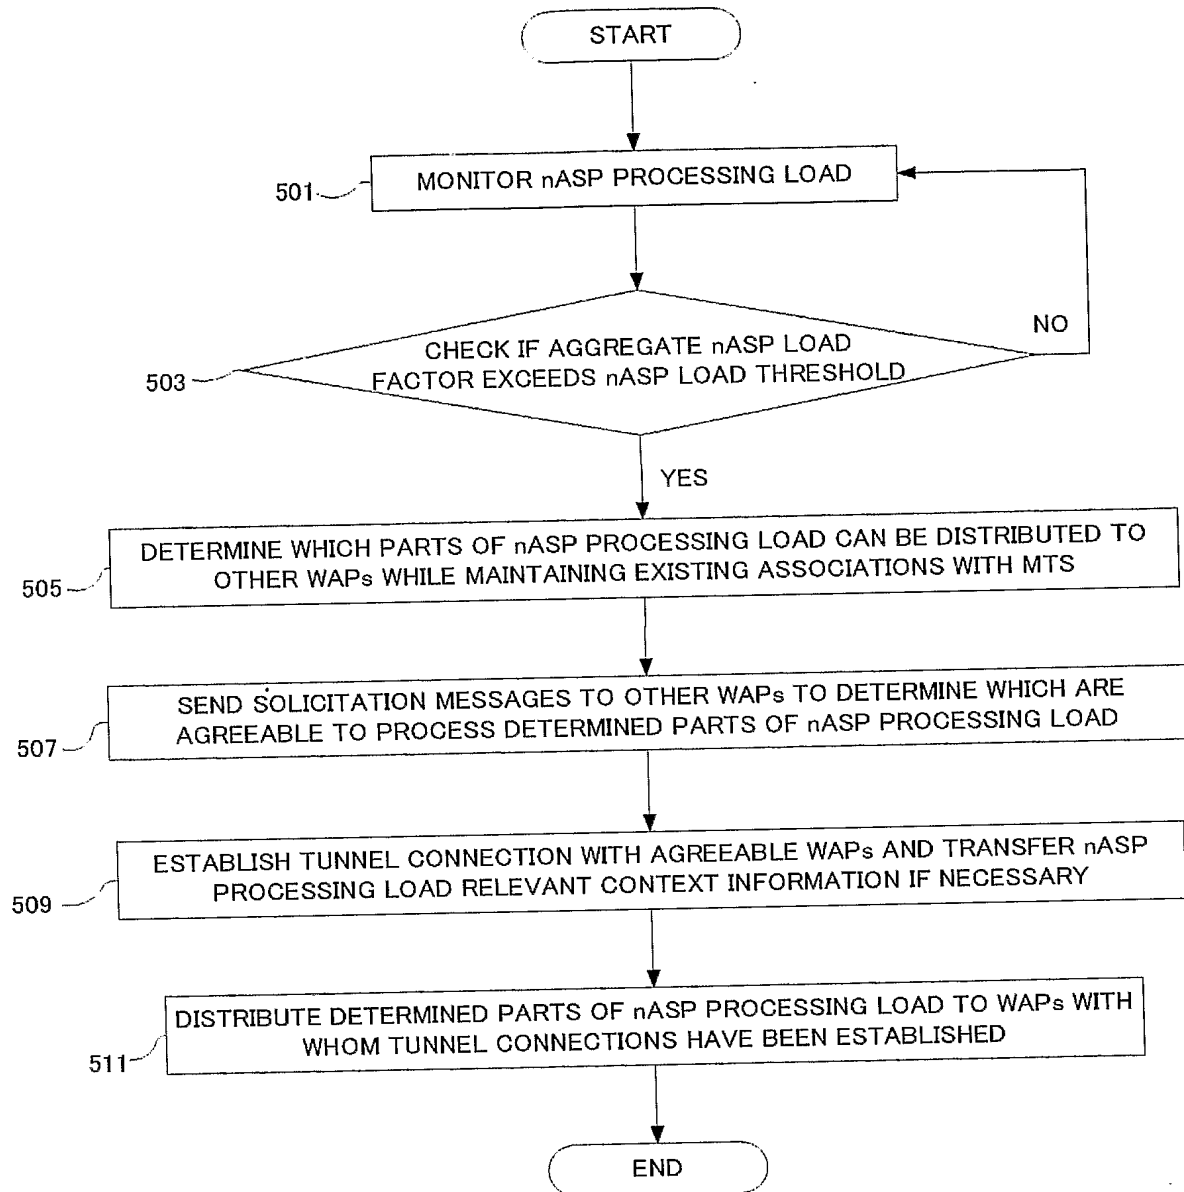 START
501
MONITOR nASP PROCESSING LOAD
NO
503
CHECK IF AGGREGATE nASP LOAD
FACTOR EXCEEDS nASP LOAD THRESHOLD
YES
505
DETERMINE WHICH PARTS OF nASP PROCESSING LOAD CAN BE DISTRIBUTED TO
OTHER WAPs WHILE MAINTAINING EXISTING ASSOCIATIONS WITH MTS
507
SEND SOLICITATION MESSAGES TO OTHER WAPs TO DETERMINE WHICH ARE
AGREEABLE TO PROCESS DETERMINED PARTS OF nASP PROCESSING LOAD
509
ESTABLISH TUNNEL CONNECTION WITH AGREEABLE WAPs AND TRANSFER nASP
PROCESSING LOAD RELEVANT CONTEXT INFORMATION IF NECESSARY
511
DISTRIBUTE DETERMINED PARTS OF nASP PROCESSING LOAD TO WAPs WITH
WHOM TUNNEL CONNECTIONS HAVE BEEN ESTABLISHED
END